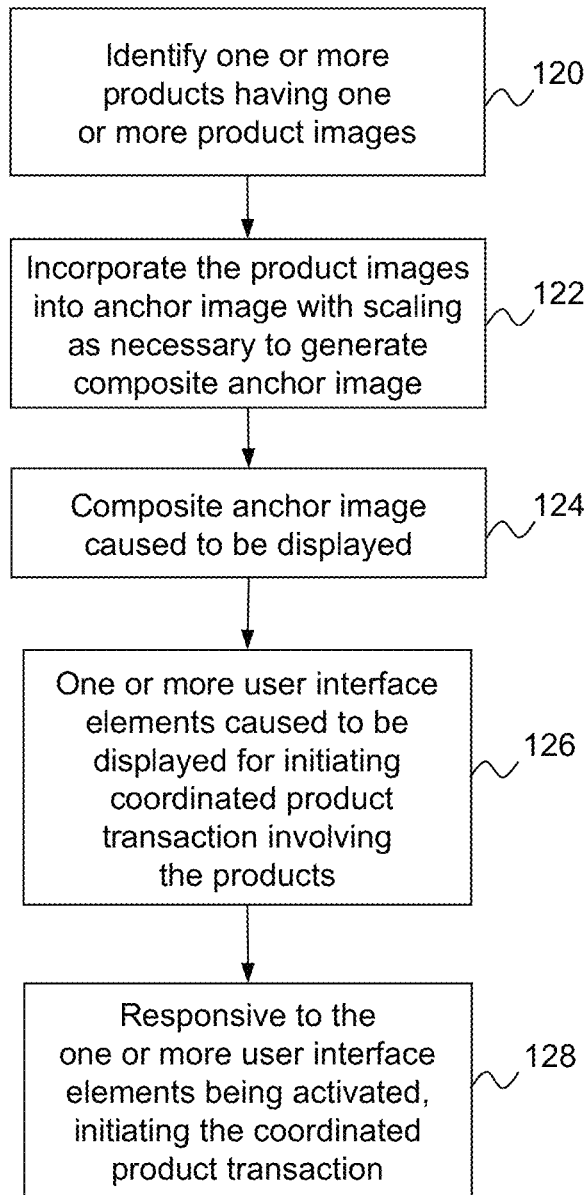 Identify one or more
products having one
or more product images
120
Incorporate the product images
into anchor image with scaling
as necessary to generate
composite anchor image
122
Composite anchor image
caused to be displayed
124
One or more user interface
elements caused to be
displayed for initiating
coordinated product
transaction involving
the products
126
Responsive to the
one or more user interface
elements being activated,
initiating the coordinated
product transaction
128